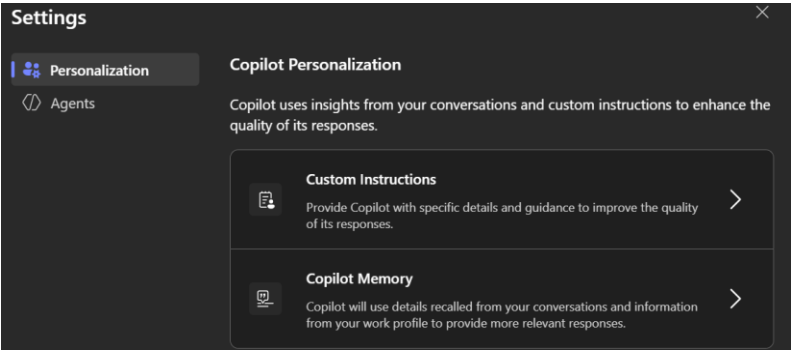 Settings
Personalization
Agents
Copilot Personalization
Copilot uses insights from your conversations and custom instructions to enhance the
quality of its responses.
Custom Instructions
Provide Copilot with specific details and guidance to improve the quality
of its responses.
Copilot Memory
Copilot will use details recalled from your conversations and information
from your work profile to provide more relevant responses.